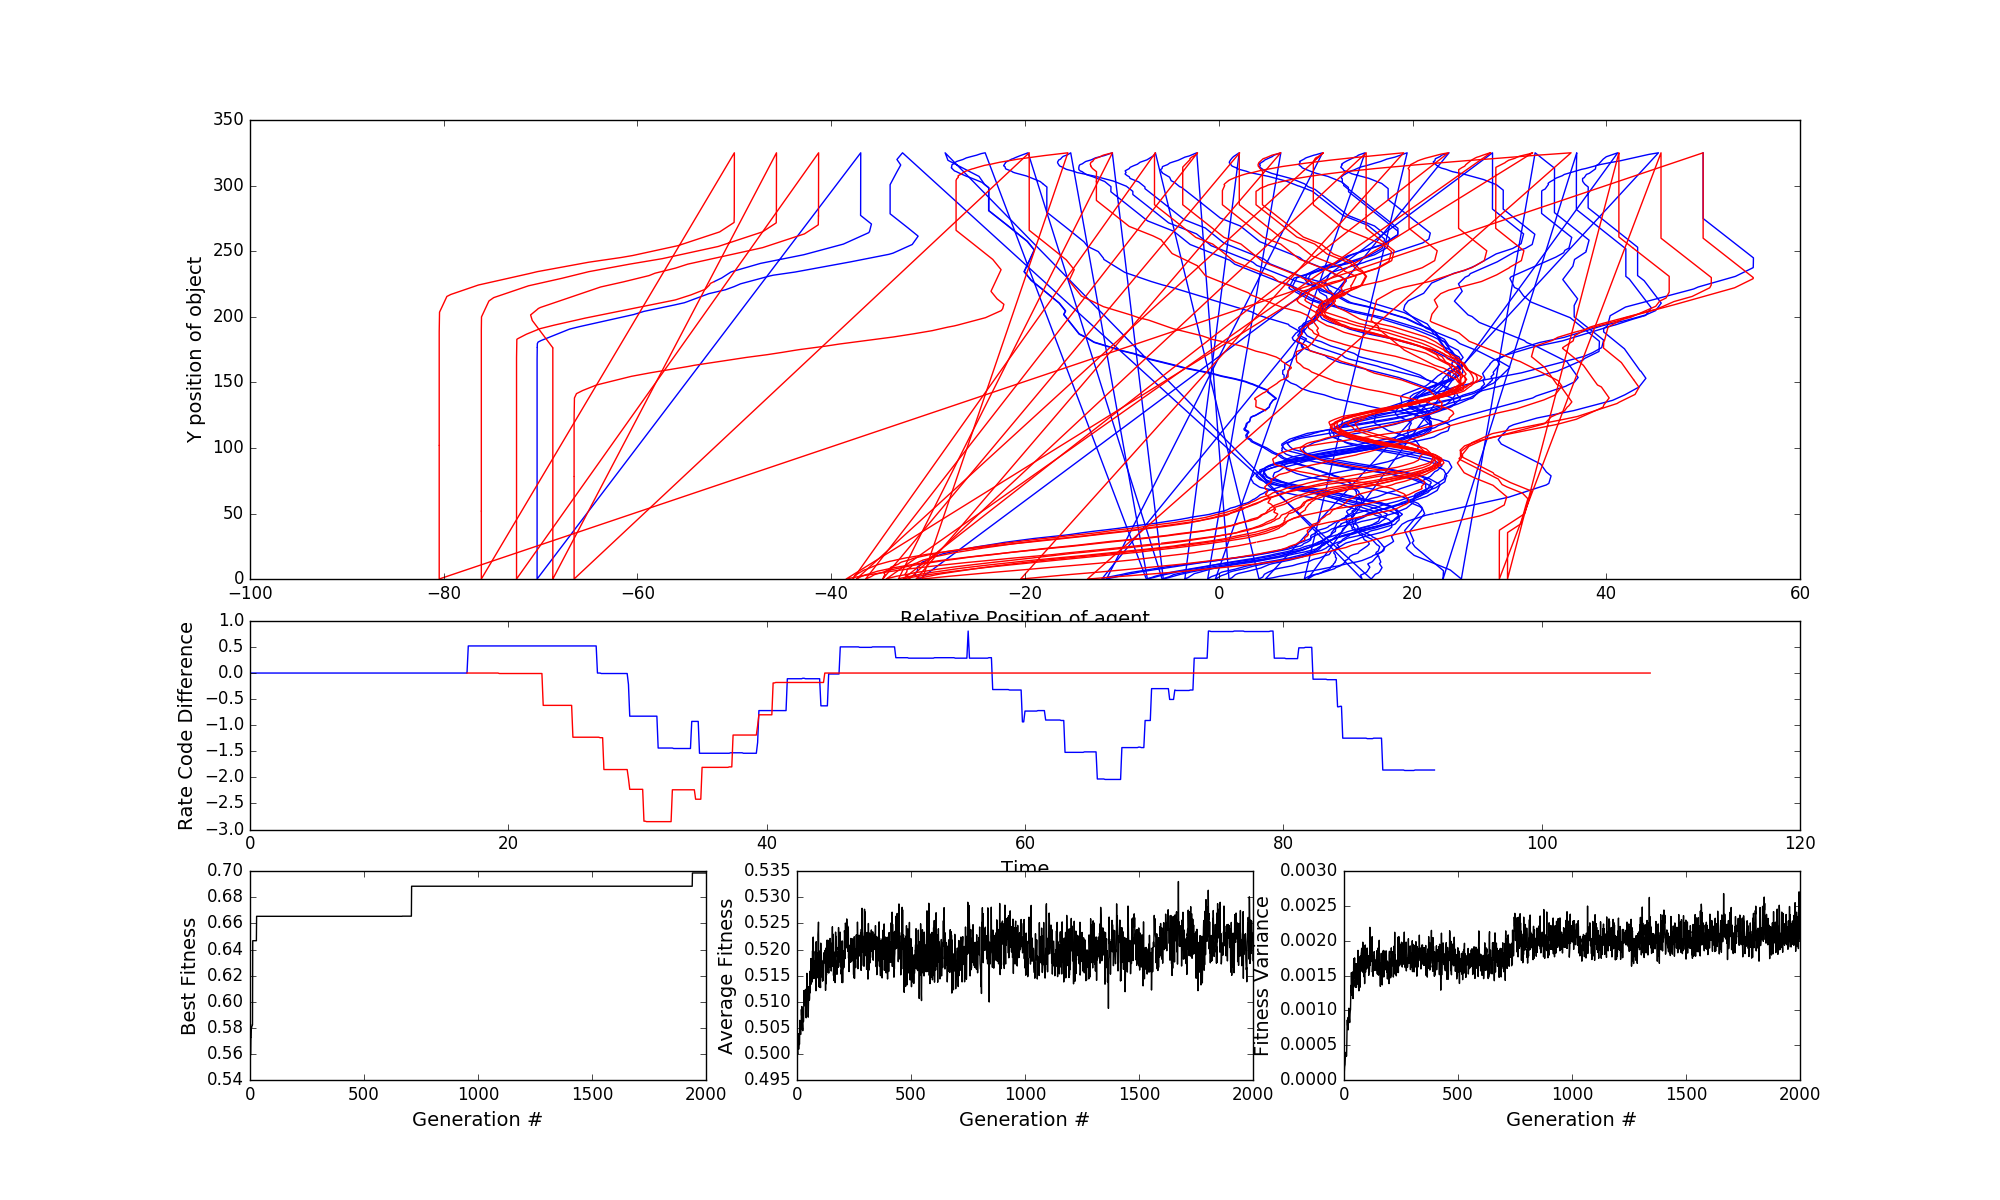 350
300
250
200
150
100
50
0
−100 −80 −60 −40 −20 0 20 40 60
Y position of object
Relative Position of agent
1.0
0.5
0.0
−0.5
−1.0
−1.5
−2.0
−2.5
−3.0
0 20 40 60 80 100 120
Rate Code Difference
Time
0.70
0.68
0.66
0.64
0.62
0.60
0.58
0.56
0.54
0 500 1000 1500 2000
Best Fitness
Generation #
0.535
0.530
0.525
0.520
0.515
0.510
0.505
0.500
0.495
0 500 1000 1500 2000
Average Fitness
Generation #
0.0030
0.0025
0.0020
0.0015
0.0010
0.0005
0.0000
0 500 1000 1500 2000
Fitness Variance
Generation #